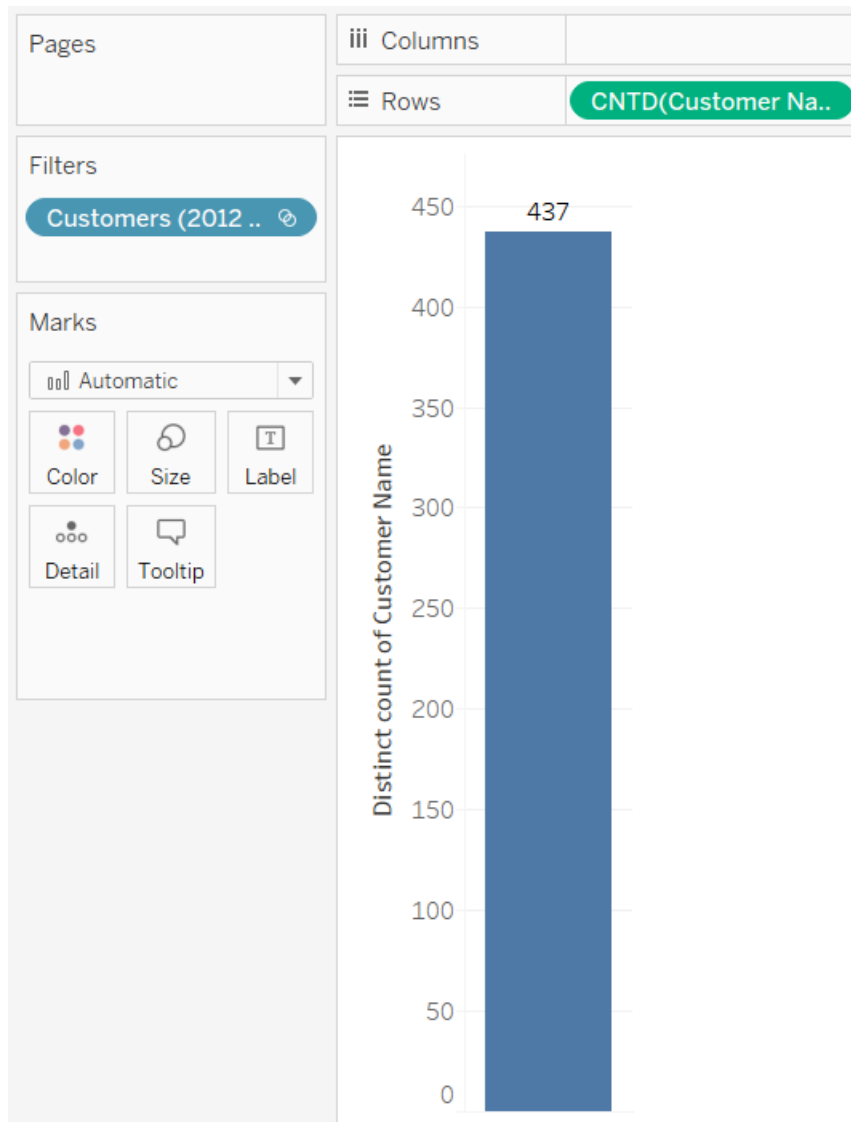 Pages
Columns
Rows
CNTD(Customer Na..
Filters
Customers (2012 ..
Marks
Automatic
Color
Size
T
Label
Detail
Tooltip
437
450
400
350
300
250
200
150
100
50
0
Distinct count of Customer Name